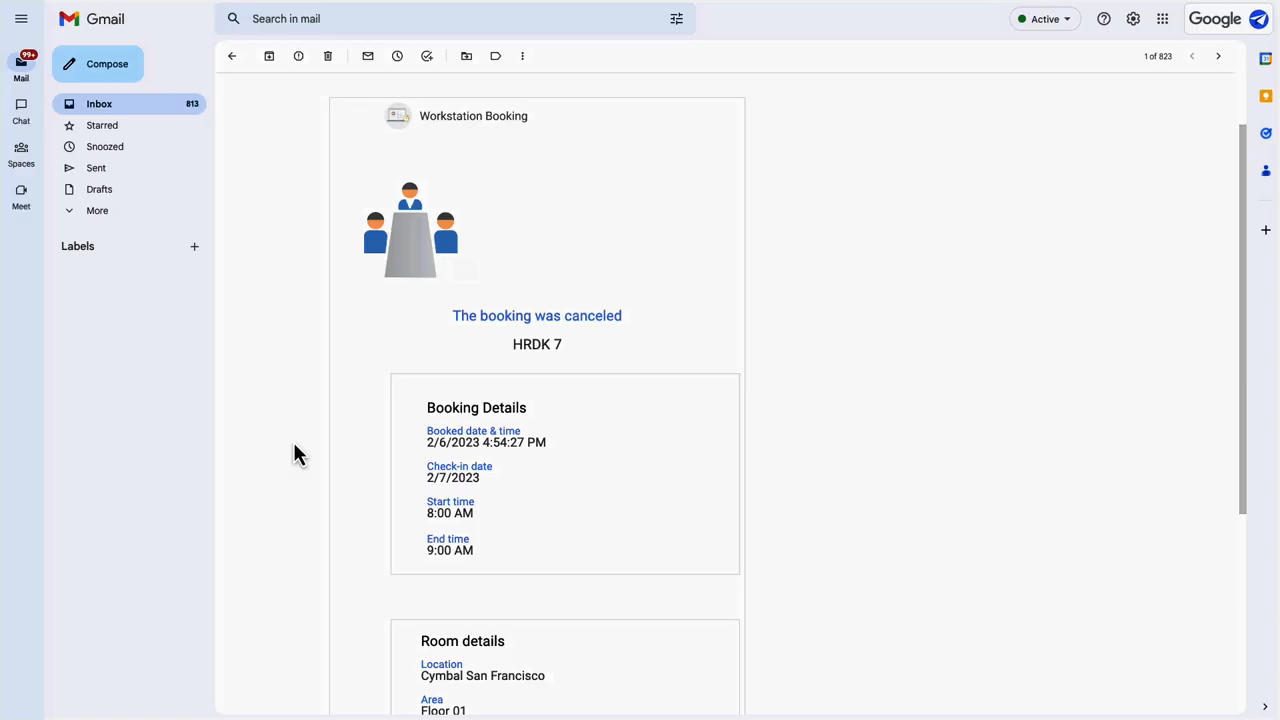 Gmail
Search in mail
Active
Google
99+
Mail
Compose
1 of 823
Inbox 813
Chat
Starred
Snoozed
Spaces
Sent
Drafts
Meet
More
Labels
Workstation Booking
The booking was canceled
HRDK 7
Booking Details
Booked date & time
2/6/2023 4:54:27 PM
Check-in date
2/7/2023
Start time
8:00 AM
End time
9:00 AM
Room details
Location
Cymbal San Francisco
Area
Floor 01